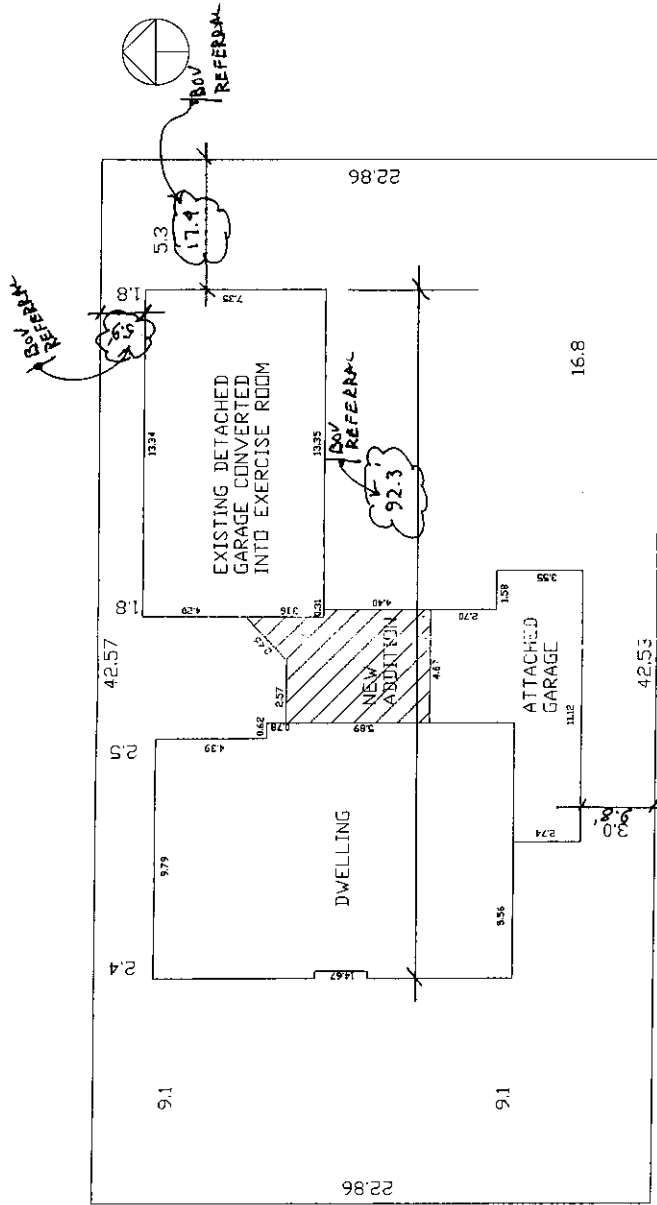 BOV
REFERRAL
BOV
REFERRAL
22.86
5.3
17.4
1.8
5.9'
7.35
EXISTING DETACHED
GARAGE CONVERTED
INTO EXERCISE ROOM
13.34
13.35
BOV
REFERRAL
92.3'
16.8
1.8
4.29
3.16
0.31
4.40
2.70
1.58
3.55
42.57
2.45
2.57
NEW
ADDITION
4.67
ATTACHED
GARAGE
11.12
42.53
2.5
4.39
0.62
0.78
5.89
2.74
3.0
9.8'
9.79
DWELLING
2.4
14.67
9.1
9.1
22.86